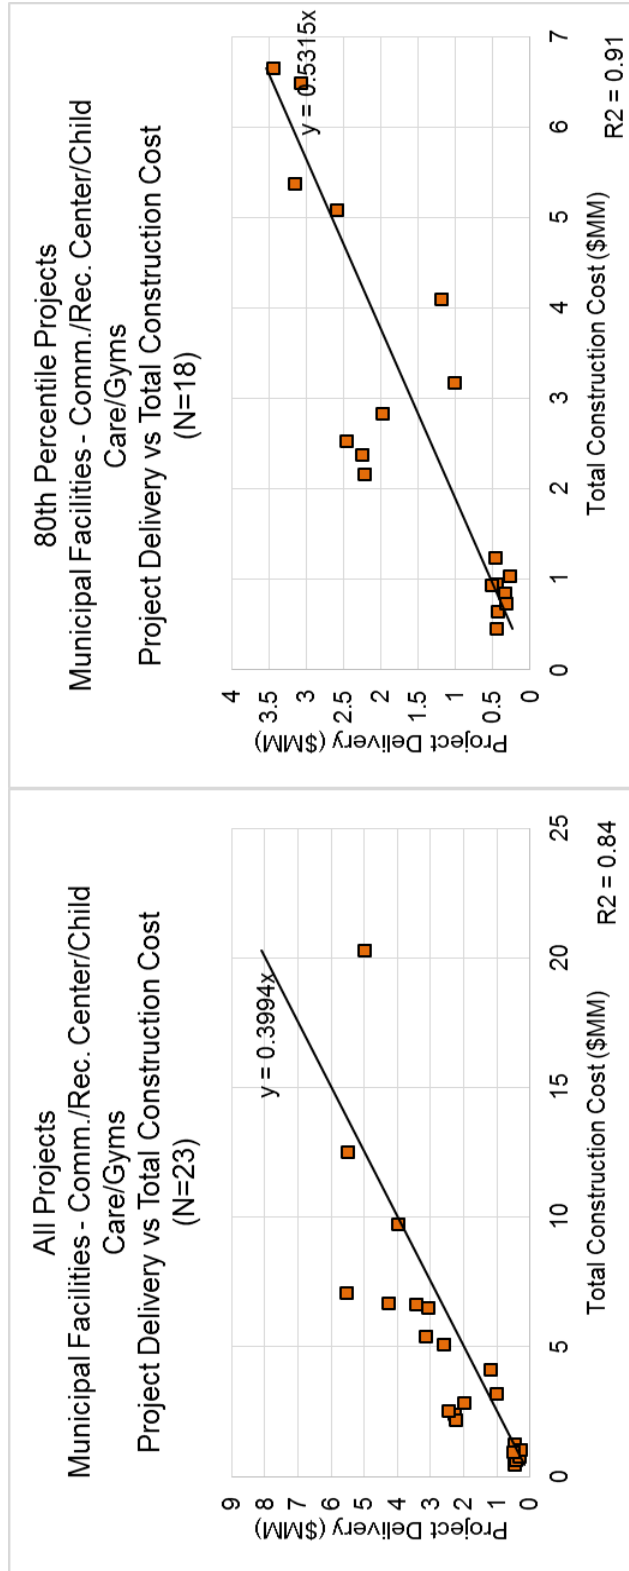 All Projects
Municipal Facilities - Comm./Rec. Center/Child
Care/Gyms
Project Delivery vs Total Construction Cost
(N=23)
Project Delivery ($MM)
9
8
7
6
5
4
3
2
1
0
y = 0.3994x
0
5
10
15
20
25
Total Construction Cost ($MM)
R2 = 0.84
80th Percentile Projects
Municipal Facilities - Comm./Rec. Center/Child
Care/Gyms
Project Delivery vs Total Construction Cost
(N=18)
Project Delivery ($MM)
4
3.5
3
2.5
2
1.5
1
0.5
0
y = 0.5315x
0
1
2
3
4
5
6
7
Total Construction Cost ($MM)
R2 = 0.91